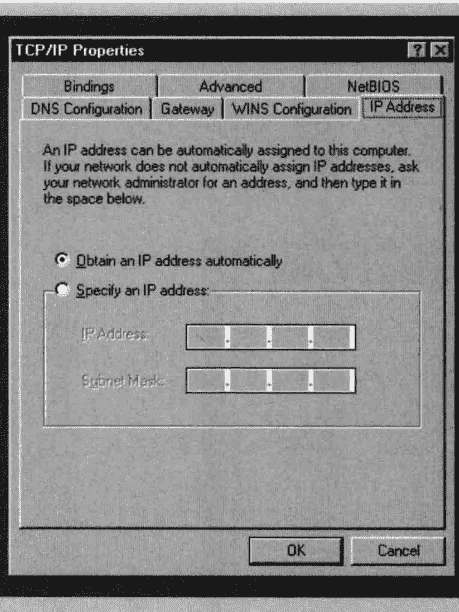 TCP/IP Properties
Bindings
Advanced
NetBIOS
DNS Configuration
Gateway
WINS Configuration
IP Address
An IP address can be automatically assigned to this computer.
If your network does not automatically assign IP addresses, ask
your network administrator for an address, and then type it in
the space below.
Obtain an IP address automatically
Specify an IP address:
IP Address:
. . .
Subnet Mask:
. . .
OK
Cancel